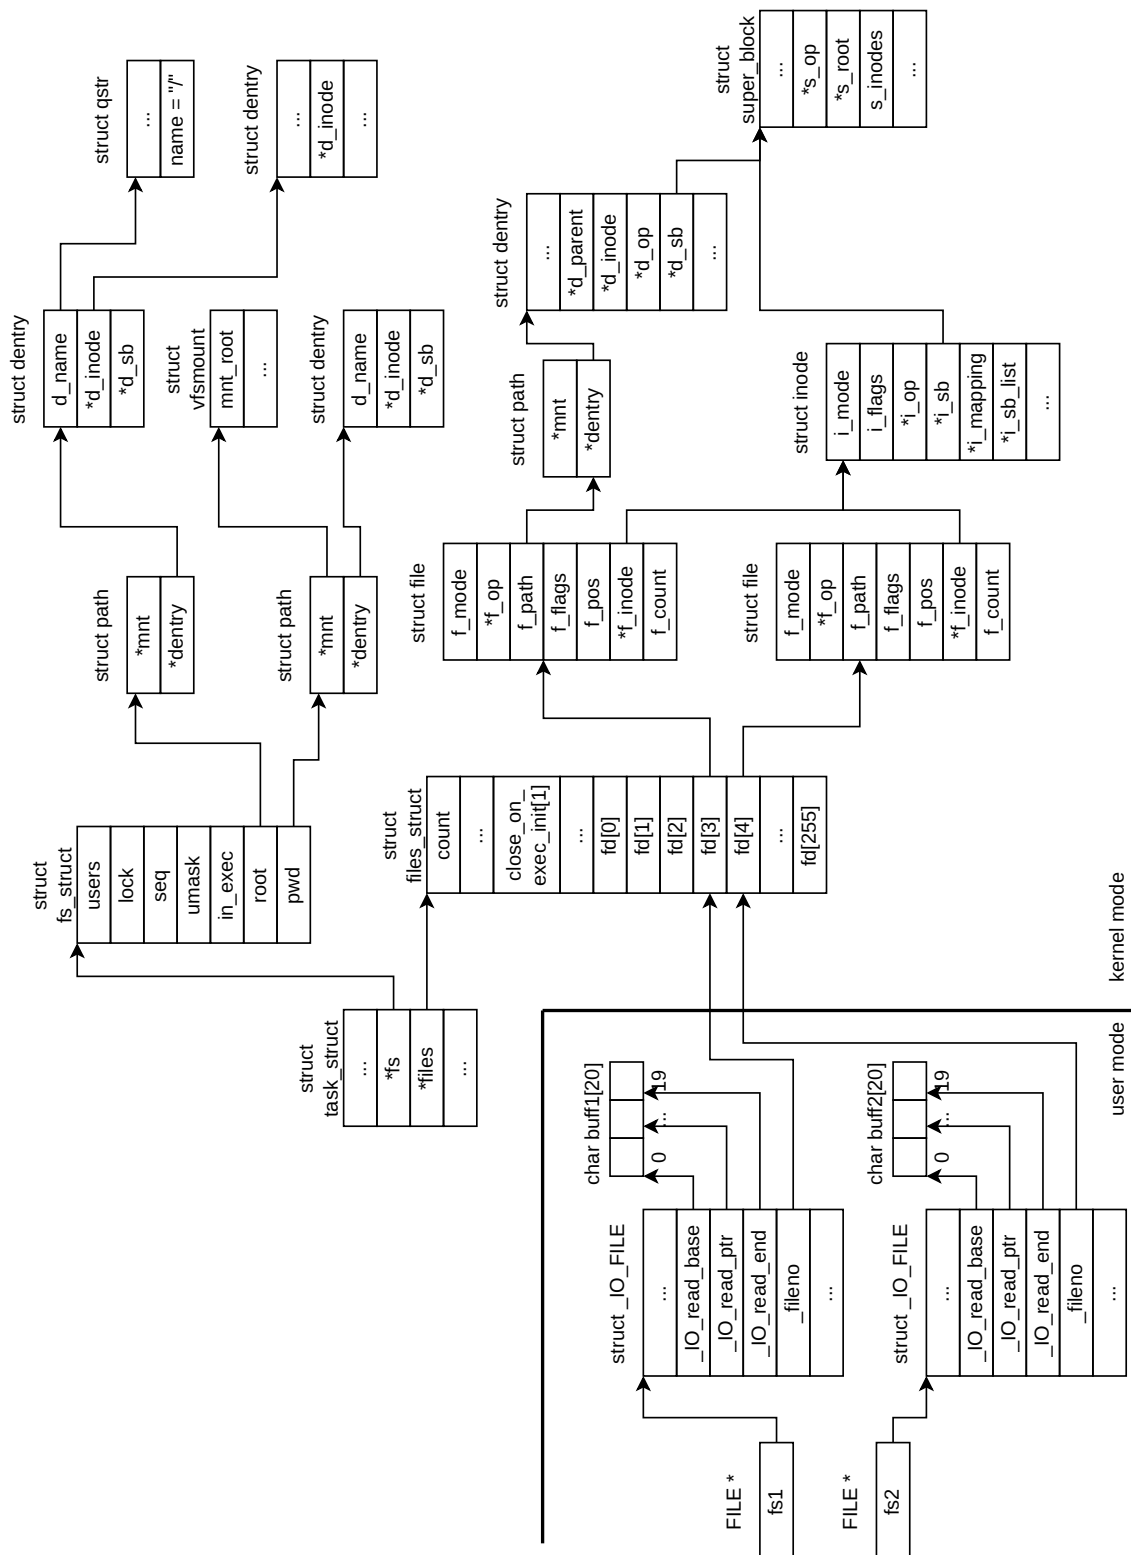 struct
fs_struct
users
lock
seq
umask
in_exec
root
pwd
struct path
*mnt
*dentry
struct dentry
d_name
*d_inode
*d_sb
struct qstr
...
name = "/"
struct dentry
...
*d_inode
...
struct path
*mnt
*dentry
struct
vfsmount
mnt_root
...
struct dentry
d_name
*d_inode
*d_sb
struct
task_struct
...
*fs
*files
...
struct
files_struct
count
...
close_on_
exec_init[1]
...
fd[0]
fd[1]
fd[2]
fd[3]
fd[4]
...
fd[255]
struct file
f_mode
*f_op
f_path
f_flags
f_pos
*f_inode
f_count
struct path
*mnt
*dentry
struct dentry
...
*d_parent
*d_inode
*d_op
*d_sb
...
struct
super_block
...
*s_op
*s_root
s_inodes
...
struct file
f_mode
*f_op
f_path
f_flags
f_pos
*f_inode
f_count
struct inode
i_mode
i_flags
*i_op
*i_sb
*i_mapping
*i_sb_list
...
FILE *
fs1
struct _IO_FILE
...
_IO_read_base
_IO_read_ptr
_IO_read_end
_fileno
...
char buff1[20]
0 ... 19
FILE *
fs2
struct _IO_FILE
...
_IO_read_base
_IO_read_ptr
_IO_read_end
_fileno
...
char buff2[20]
0 ... 19
user mode
kernel mode